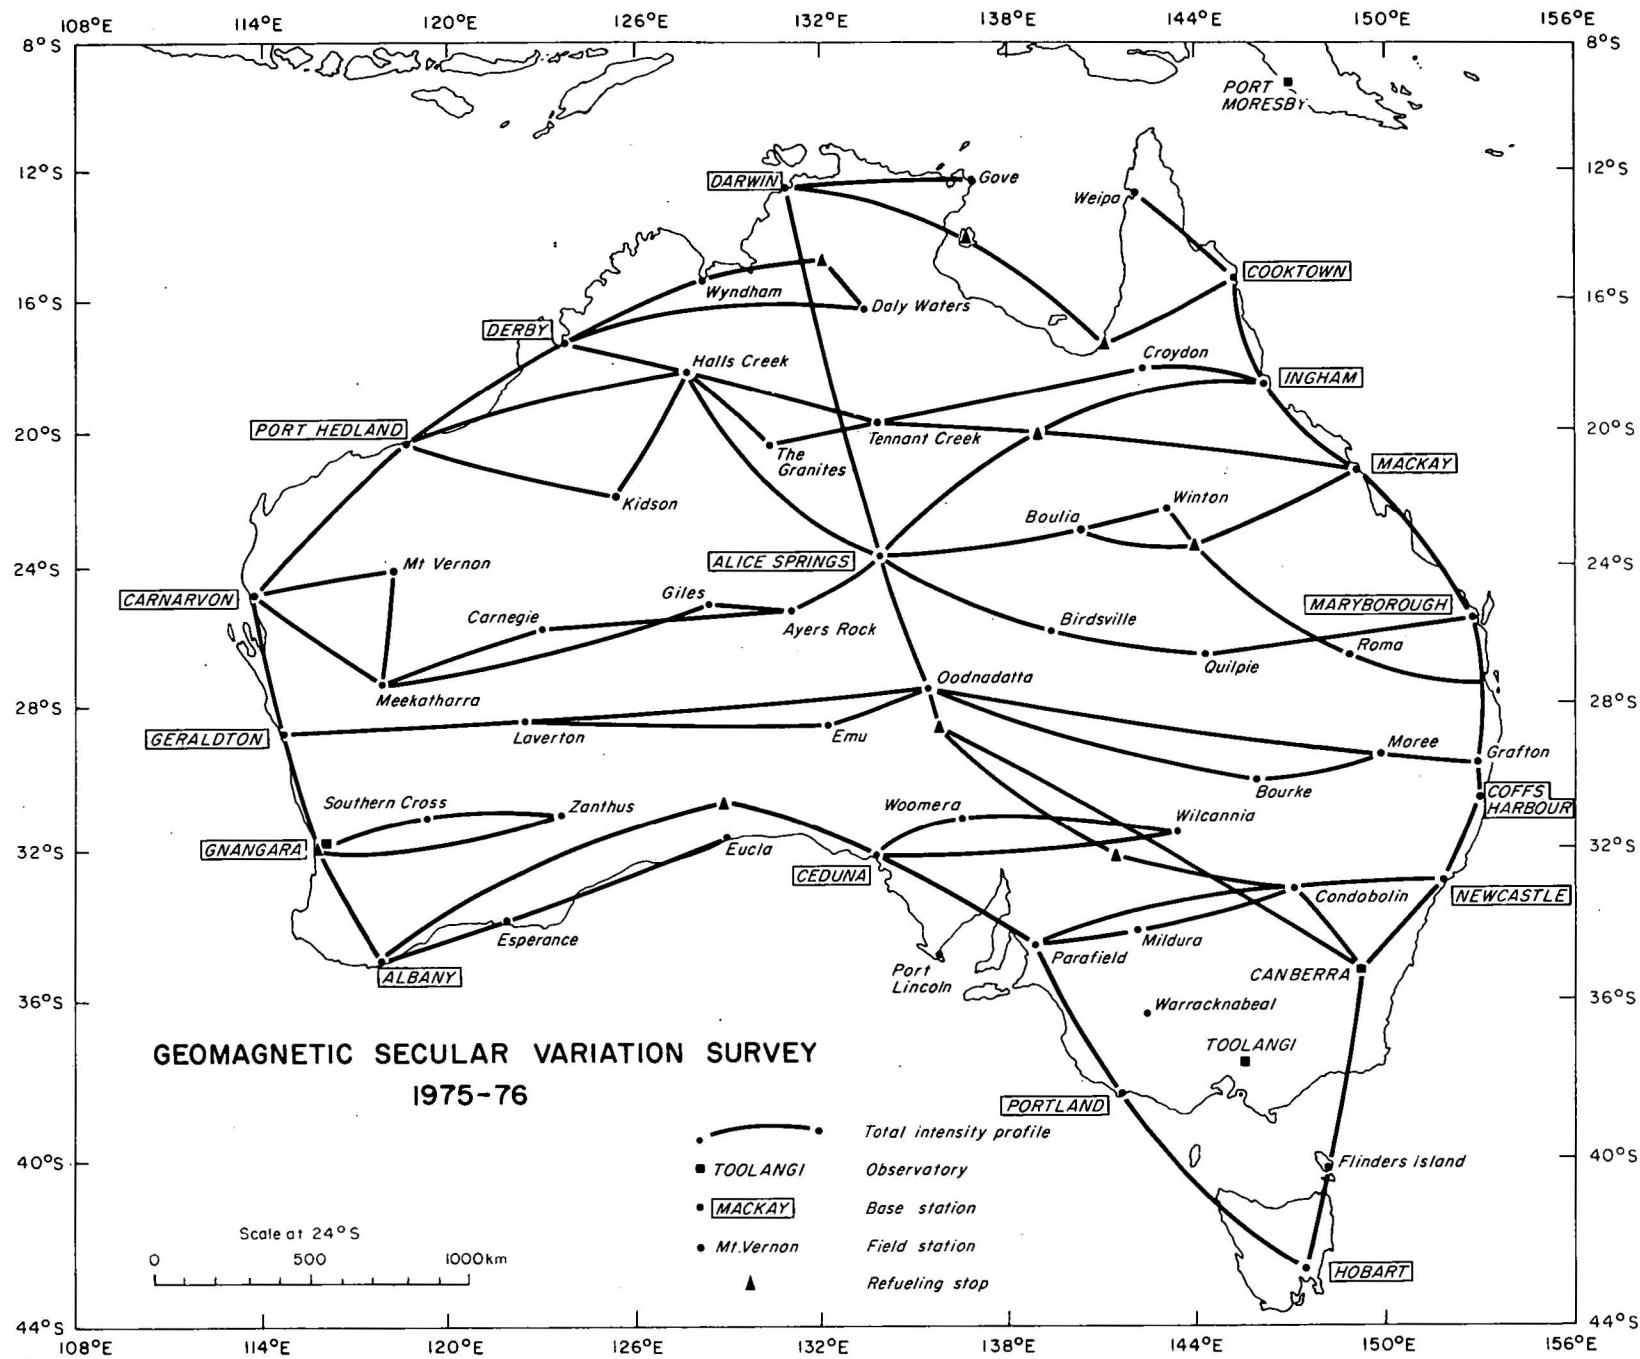 108°E 114°E 120°E 126°E 132°E 138°E 144°E 150°E 156°E
8°S 8°S
PORT
MORESBY
12°S 12°S
DARWIN
Gove
Weipa
COOKTOWN
Wyndham
16°S 16°S
Daly Waters
DERBY
Halls Creek
Croydon
INGHAM
PORT HEDLAND
20°S 20°S
Tennant Creek
The
Granites
MACKAY
Kidson
Winton
Boulia
ALICE SPRINGS
24°S 24°S
Mt Vernon
CARNARVON
Giles
Carnegie
Ayers Rock
Birdsville
MARYBOROUGH
Roma
Quilpie
Meekatharra
Oodnadatta
28°S 28°S
GERALDTON
Laverton
Emu
Moree
Grafton
Bourke
COFFS
HARBOUR
Southern Cross
Zanthus
Woomera
Wilcannia
GNANGARA
32°S 32°S
Eucla
CEDUNA
Condobolin
NEWCASTLE
Esperance
Mildura
Parafield
ALBANY
Port
Lincoln
CANBERRA
36°S 36°S
Warracknabeal
TOOLANGI
GEOMAGNETIC SECULAR VARIATION SURVEY
1975-76
PORTLAND
Total intensity profile
TOOLANGI Observatory
MACKAY Base station
Mt.Vernon Field station
Refueling stop
40°S 40°S
Flinders island
HOBART
Scale at 24°S
0 500 1000km
44°S 44°S
108°E 114°E 120°E 126°E 132°E 138°E 144°E 150°E 156°E